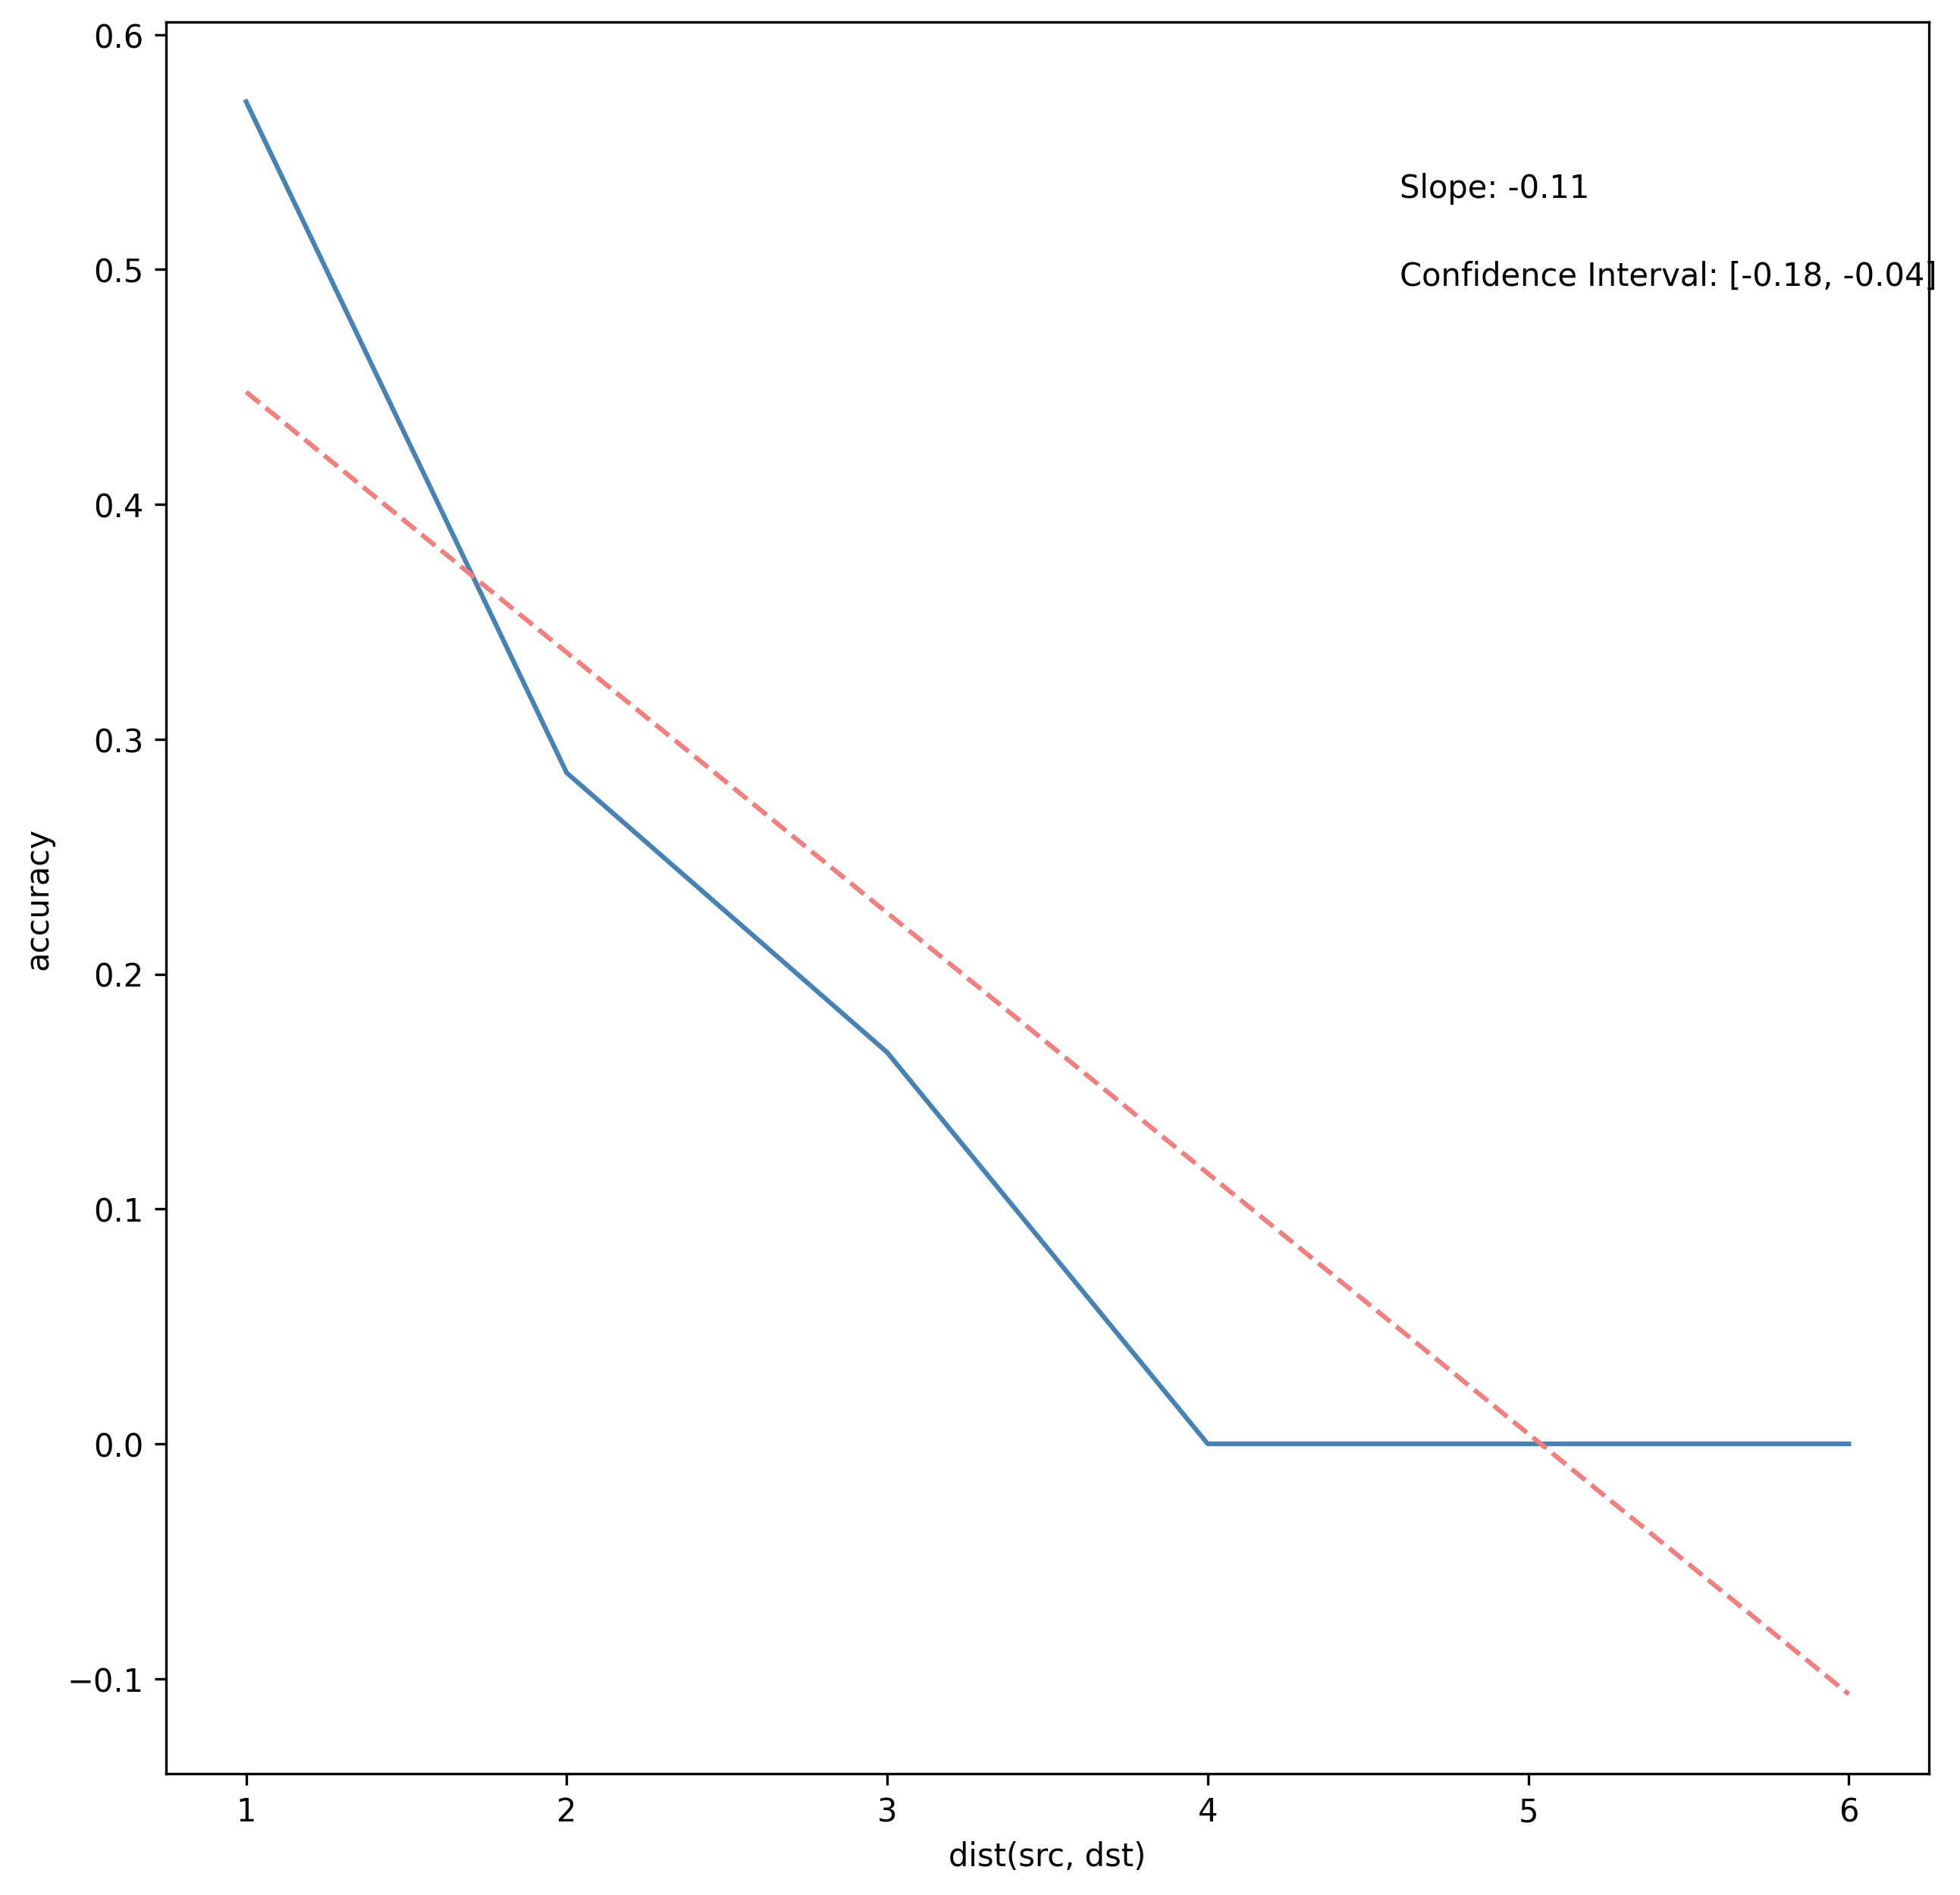 0.6
0.5
0.4
0.3
0.2
0.1
0.0
−0.1
accuracy
Slope: -0.11
Confidence Interval: [-0.18, -0.04]
1 2 3 4 5 6
dist(src, dst)